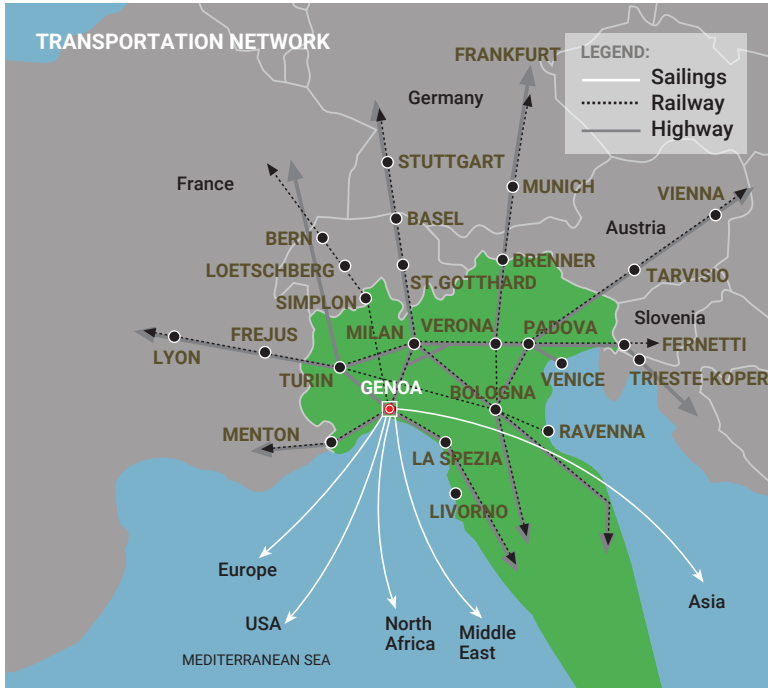 TRANSPORTATION NETWORK
FRANKFURT
LEGEND:
Sailings
Railway
Highway
Germany
STUTTGART
MUNICH
France
VIENNA
BASEL
Austria
BERN
BRENNER
LOETSCHBERG
ST.GOTTHARD
TARVISIO
SIMPLON
Slovenia
MILAN
VERONA
PADOVA
FREJUS
FERNETTI
LYON
TURIN
VENICE
TRIESTE-KOPER
GENOA
BOLOGNA
MENTON
RAVENNA
LA SPEZIA
LIVORNO
Europe
Asia
USA
North
Africa
Middle
East
MEDITERRANEAN SEA